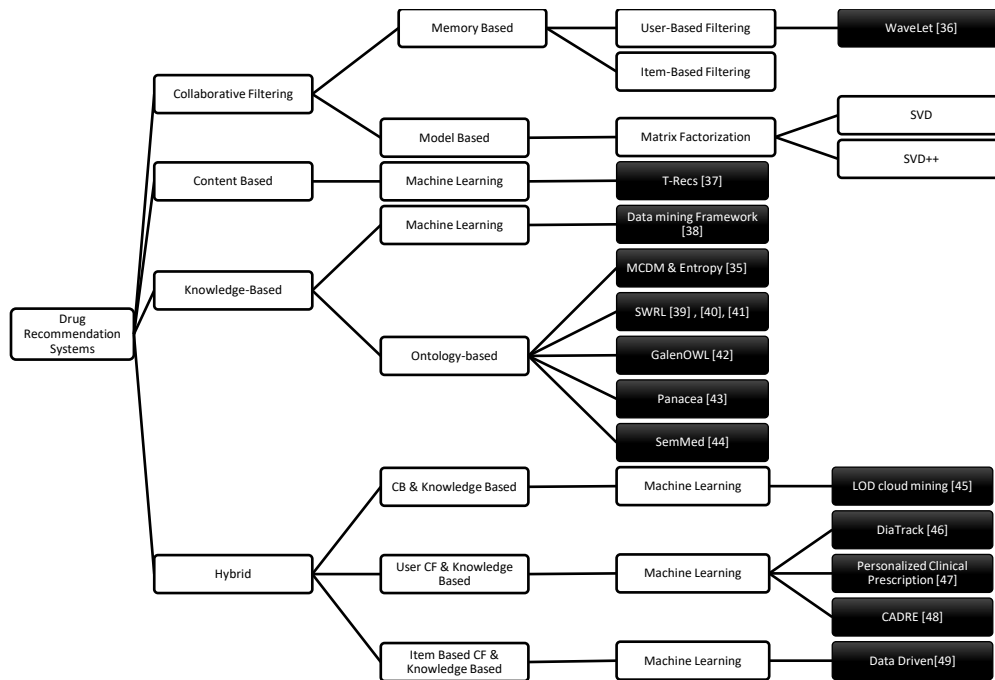 Memory Based
User-Based Filtering
WaveLet [36]
Item-Based Filtering
Collaborative Filtering
SVD
Model Based
Matrix Factorization
SVD++
Content Based
Machine Learning
T-Recs [37]
Machine Learning
Data mining Framework
[38]
MCDM & Entropy [35]
Knowledge-Based
SWRL [39] , [40], [41]
Drug
Recommendation
Systems
Ontology-based
GalenOWL [42]
Panacea [43]
SemMed [44]
CB & Knowledge Based
Machine Learning
LOD cloud mining [45]
DiaTrack [46]
Hybrid
User CF & Knowledge
Based
Machine Learning
Personalized Clinical
Prescription [47]
CADRE [48]
Item Based CF &
Knowledge Based
Machine Learning
Data Driven[49]